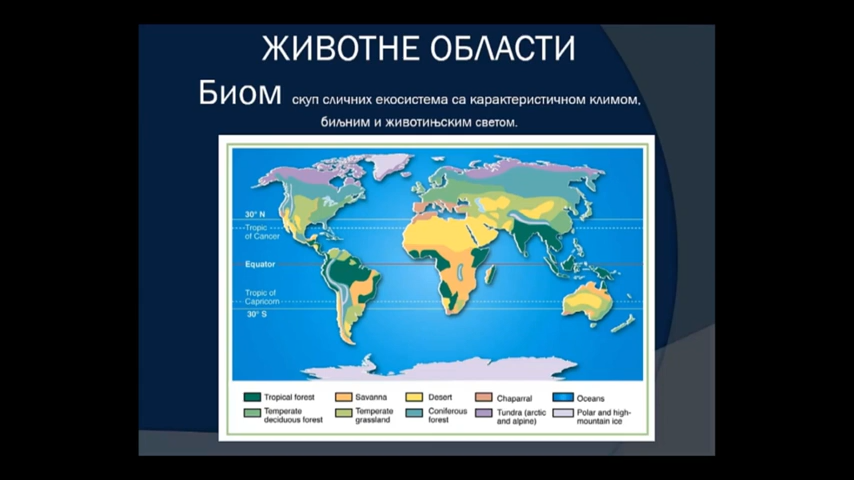 ЖИВОТНЕ ОБЛАСТИ
Биом скуп сличних екосистема са карактеристичном климом,
биљним и животињским светом.
30° N
Tropic
of Cancer
Equator
Tropic of
Capricorn
30° S
Tropical forest
Savanna
Desert
Chaparral
Oceans
Temperate
deciduous forest
Temperate
grassland
Coniferous
forest
Tundra (arctic
and alpine)
Polar and high-
mountain ice